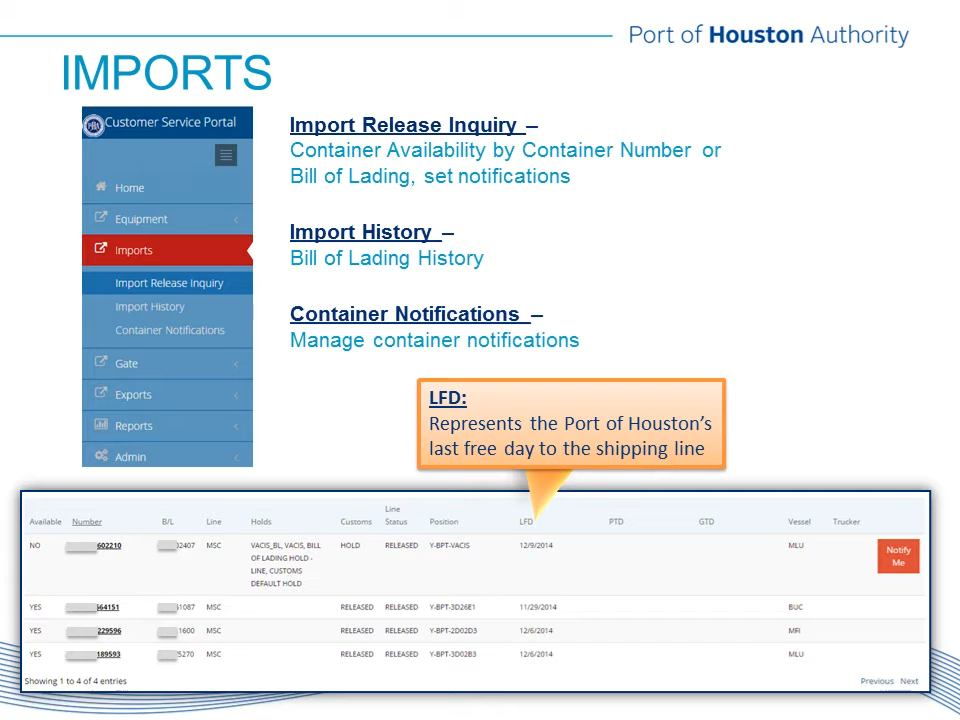 Port of Houston Authority
IMPORTS
Customer Service Portal
Home
Equipment
Imports
Import Release Inquiry
Import History
Container Notifications
Gate
Exports
Reports
Admin
Import Release Inquiry –
Container Availability by Container Number or
Bill of Lading, set notifications
Import History –
Bill of Lading History
Container Notifications –
Manage container notifications
LFD:
Represents the Port of Houston’s
last free day to the shipping line
Available Number B/L Line Holds Customs Line Status Position LFD PTD GTD Vessel Trucker
NO 602210 02407 MSC VACIS_BL, VACIS, BILL HOLD RELEASED Y-BPT-VACIS 12/9/2014 MLU Notify
OF LADING HOLD - Me
LINE, CUSTOMS
DEFAULT HOLD
YES 564151 51087 MSC RELEASED RELEASED Y-BPT-3D26E1 11/29/2014 BUC
YES 229596 1600 MSC RELEASED RELEASED Y-BPT-2D02D3 12/6/2014 MFI
YES 189593 5270 MSC RELEASED RELEASED Y-BPT-3D02B3 12/6/2014 MLU
Showing 1 to 4 of 4 entries Previous Next